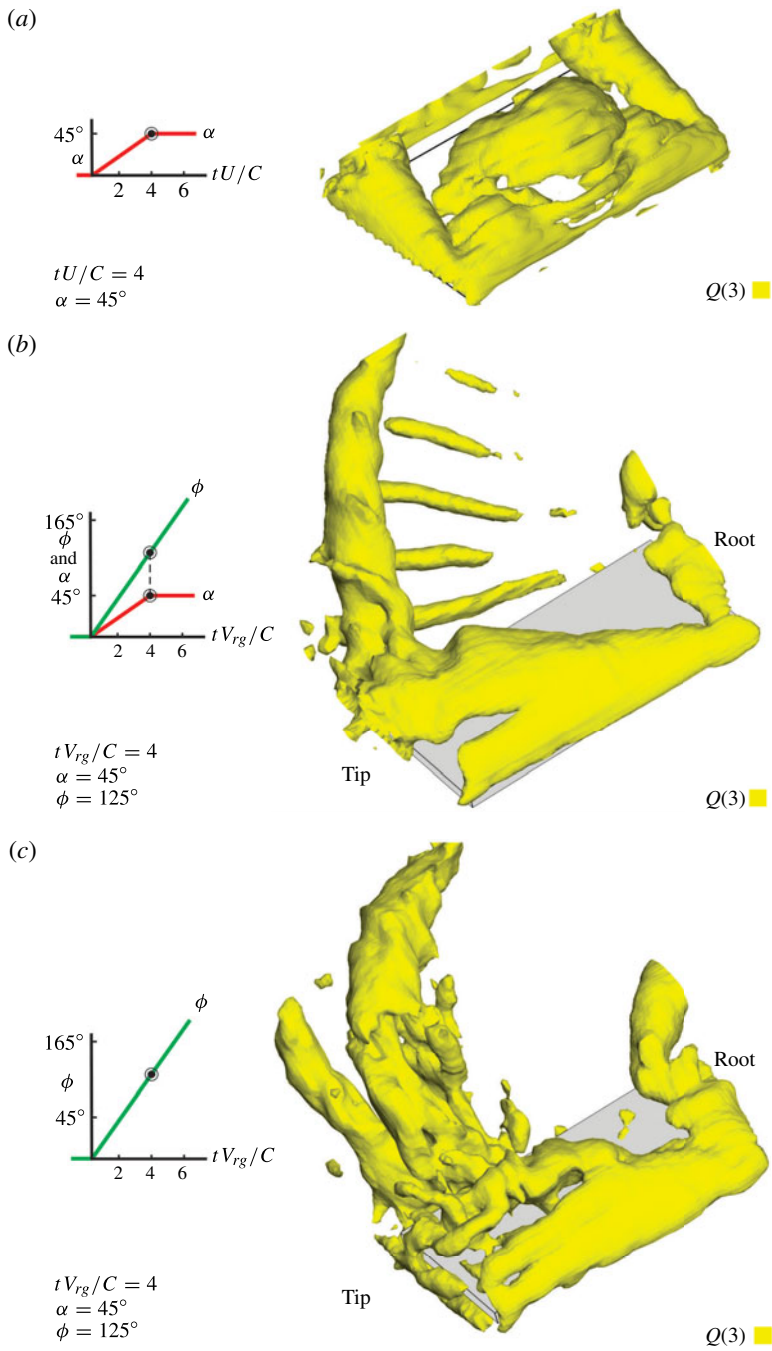 (a)
45°
α
α
2 4 6
tU/C
tU/C = 4
α = 45°
Q(3)
(b)
ϕ
165°
ϕ
and
α
45°
α
2 4 6
tV_rg/C
Root
Tip
tV_rg/C = 4
α = 45°
ϕ = 125°
Q(3)
(c)
ϕ
165°
ϕ
45°
2 4 6
tV_rg/C
Root
Tip
tV_rg/C = 4
α = 45°
ϕ = 125°
Q(3)